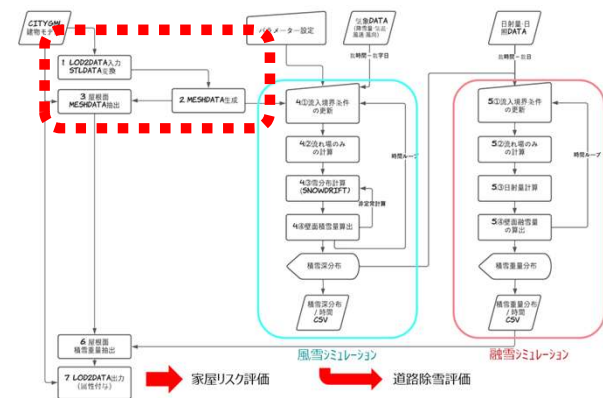 CITYGML
建物モデ
パラメーター設定
気象DATA
(降雪量・気温
風速・風向)
日射量・日
照DATA
1 LOD2DATA入力
STLDATA変換
2. MESHDATA生成
3 屋根面
MESHDATA抽出
4①流入境界条件
の更新
4②流れ場のみ
の計算
4③雪分布計算
(SNOWDRIFT)
4④壁面積雪量算出
時間ループ
非定常計算
積雪深分布
積雪深分布
/ 時間
CSV
風雪シミュレーション
5①流入境界条件
の更新
5②流れ場のみ
の計算
5③日射量計算
5④壁面融雪量
の算出
時間ループ
積雪重量分布
積雪重量分布
/ 時間
CSV
融雪シミュレーション
6 屋根面
積雪重量抽出
7 LOD2DATA出力
(属性付与)
家屋リスク評価
道路除雪評価